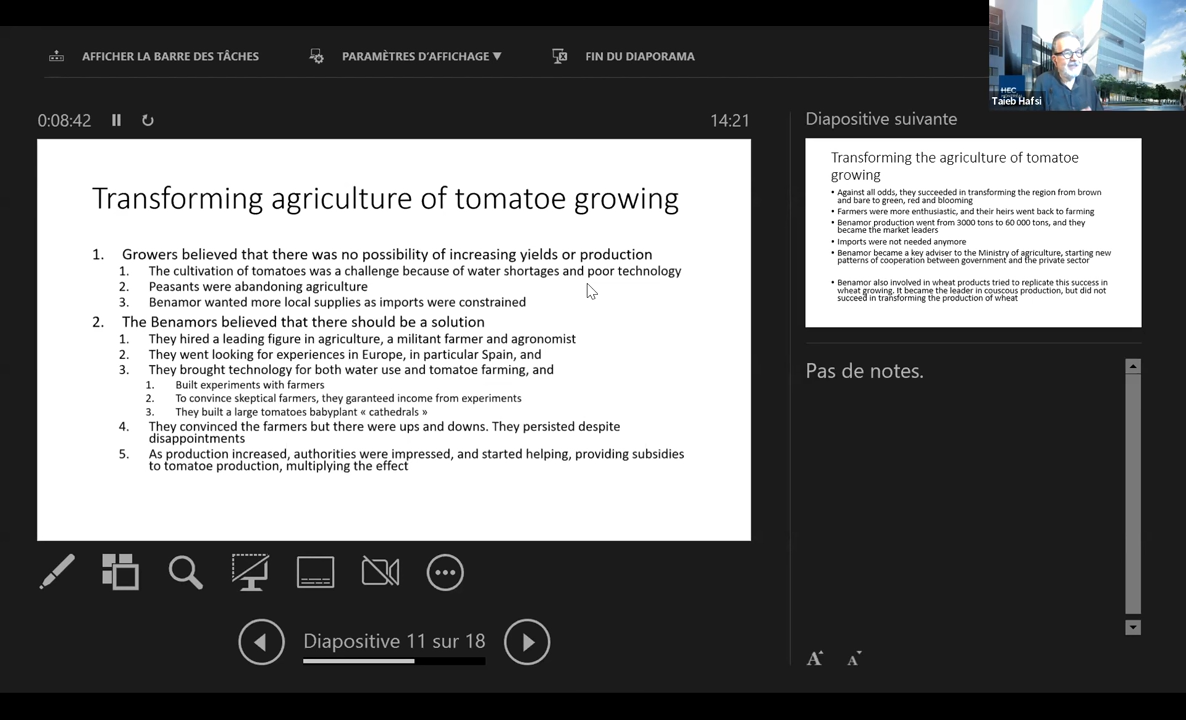 AFFICHER LA BARRE DES TÂCHES
PARAMÈTRES D'AFFICHAGE ▼
FIN DU DIAPORAMA
HEC
Taieb Hafsi
0:08:42
14:21
Transforming agriculture of tomatoe growing
1. Growers believed that there was no possibility of increasing yields or production
1. The cultivation of tomatoes was a challenge because of water shortages and poor technology
2. Peasants were abandoning agriculture
3. Benamor wanted more local supplies as imports were constrained
2. The Benamors believed that there should be a solution
1. They hired a leading figure in agriculture, a militant farmer and agronomist
2. They went looking for experiences in Europe, in particular Spain, and
3. They brought technology for both water use and tomatoe farming, and
1. Built experiments with farmers
2. To convince skeptical farmers, they garanteed income from experiments
3. They built a large tomatoes babyplant « cathedrals »
4. They convinced the farmers but there were ups and downs. They persisted despite
disappointments
5. As production increased, authorities were impressed, and started helping, providing subsidies
to tomatoe production, multiplying the effect
Diapositive 11 sur 18
Diapositive suivante
Transforming the agriculture of tomatoe
growing
• Against all odds, they succeeded in transforming the region from brown
and bare to green, red and blooming
• Farmers were more enthusiastic, and their heirs went back to farming
• Benamor production went from 3000 tons to 60 000 tons, and they
became the market leaders
• Imports were not needed anymore
• Benamor became a key adviser to the Ministry of agriculture, starting new
patterns of cooperation between government and the private sector
• Benamor also involved in wheat products tried to replicate this success in
wheat growing. It became the leader in couscous production, but did not
succeed in transforming the production of wheat
Pas de notes.
A A